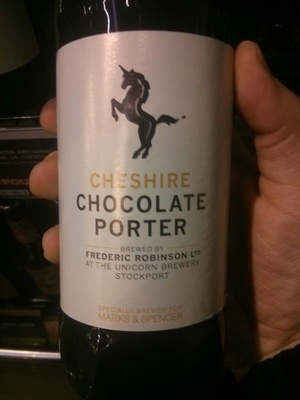 CHESHIRE
CHOCOLATE
PORTER
BREWED BY
FREDERIC ROBINSON LTD
AT THE UNICORN BREWERY
STOCKPORT
SPECIALLY BREWED FOR
MARKS & SPENCER